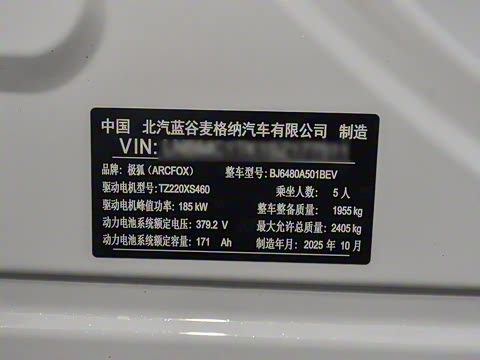 中国 北汽蓝谷麦格纳汽车有限公司 制造
VIN:
品牌: 极狐（ARCFOX） 整车型号: BJ6480A501BEV
驱动电机型号: TZ220XS460 乘坐人数: 5 人
驱动电机峰值功率: 185 kW 整车整备质量: 1955 kg
动力电池系统额定电压: 379.2 V 最大允许总质量: 2405 kg
动力电池系统额定容量: 171 Ah 制造年月: 2025 年 10 月